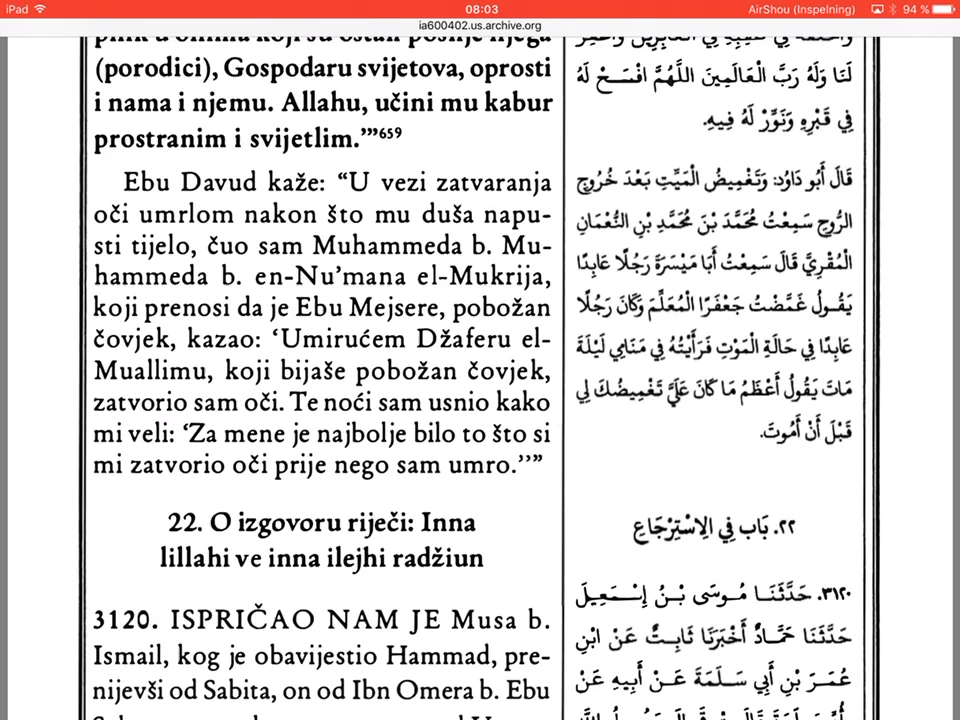 iPad 08:03 AirShou (Inspelning) 94 %
ia600402.us.archive.org
(porodici), Gospodaru svijetova, oprosti
i nama i njemu. Allahu, učini mu kabur
prostranim i svijetlim.’”659
Ebu Davud kaže: “U vezi zatvaranja
oči umrlom nakon što mu duša napu-
sti tijelo, čuo sam Muhammeda b. Mu-
hammeda b. en-Nu’mana el-Mukrija,
koji prenosi da je Ebu Mejsere, pobožan
čovjek, kazao: ‘Umirućem Džaferu el-
Muallimu, koji bijaše pobožan čovjek,
zatvorio sam oči. Te noći sam usnio kako
mi veli: ‘Za mene je najbolje bilo to što si
mi zatvorio oči prije nego sam umro.’’”
22. O izgovoru riječi: Inna
lillahi ve inna ilejhi radžiun
3120. ISPRIČAO NAM JE Musa b.
Ismail, kog je obavijestio Hammad, pre-
nijevši od Sabita, on od Ibn Omera b. Ebu
لَنَا وَلَهُ رَبَّ الْعَالَمِينَ اللَّهُمَّ افْسَحْ لَهُ
فِي قَبْرِهِ وَنَوِّرْ لَهُ فِيهِ.
قَالَ أَبُو دَاوُد: وَتَغْمِيضُ الْمَيِّتِ بَعْدَ خُرُوجِ
الرُّوحِ سَمِعْتُ مُحَمَّدَ بْنَ مُحَمَّدِ بْنِ النُّعْمَانِ
الْمُقْرِيَّ قَالَ سَمِعْتُ أَبَا مَيْسَرَةَ رَجُلًا عَابِدًا
يَقُولُ غَمَّضْتُ جَعْفَرًا الْمُعَلِّمَ وَكَانَ رَجُلًا
عَابِدًا فِي حَالَةِ الْمَوْتِ فَرَأَيْتُهُ فِي مَنَامِي لَيْلَةَ
مَاتَ يَقُولُ أَعْظَمُ مَا كَانَ عَلَيَّ تَغْمِيضُكَ لِي
قَبْلَ أَنْ أَمُوتَ.
٢٢. بَاب فِي الِاسْتِرْجَاعِ
٣١٢٠. حَدَّثَنَا مُوسَى بْنُ إِسْمَعِيلَ
حَدَّثَنَا حَمَّادٌ أَخْبَرَنَا ثَابِتٌ عَنْ ابْنِ
عُمَرَ بْنِ أَبِي سَلَمَةَ عَنْ أَبِيهِ عَنْ